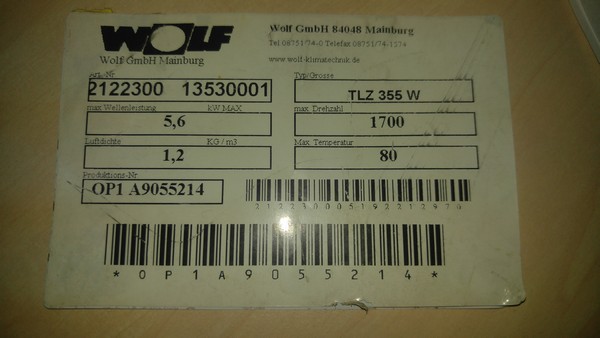 WOLF
Wolf GmbH Mainburg
Wolf GmbH 84048 Mainburg
Tel.08751/74-0 Telefax 08751/74-1574
www.wolf-klimatechnik.de
Art.-Nr
2122300 13530001
Typ/Grosse
TLZ 355 W
max Wellenleistung kW MAX
5,6
max. Drehzahl
1700
Luftdichte KG / m3
1,2
Max. Temperatur
80
Produktions-Nr
OP1 A9055214
*OP1A9055214*